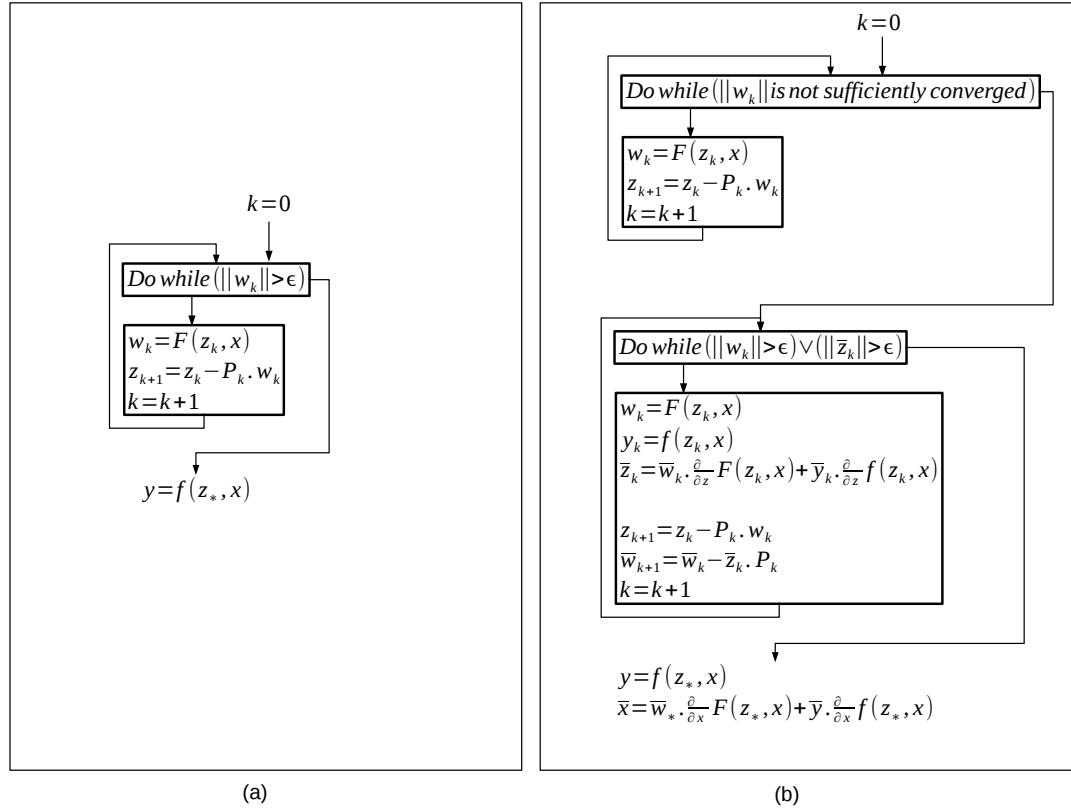 k=0
Do while(||w_k||>ϵ)
w_k=F(z_k,x)
z_{k+1}=z_k−P_k.w_k
k=k+1
y=f(z_*,x)
(a)
k=0
Do while(||w_k||is not sufficiently converged)
w_k=F(z_k,x)
z_{k+1}=z_k−P_k.w_k
k=k+1
Do while(||w_k||>ϵ)∨(||z̅_k||>ϵ)
w_k=F(z_k,x)
y_k=f(z_k,x)
z̅_k=w̅_k.∂/∂z F(z_k,x)+y̅_k.∂/∂z f(z_k,x)
z_{k+1}=z_k−P_k.w_k
w̅_{k+1}=w̅_k−z̅_k.P_k
k=k+1
y=f(z_*,x)
x̅=w̅_*.∂/∂x F(z_*,x)+y̅.∂/∂x f(z_*,x)
(b)